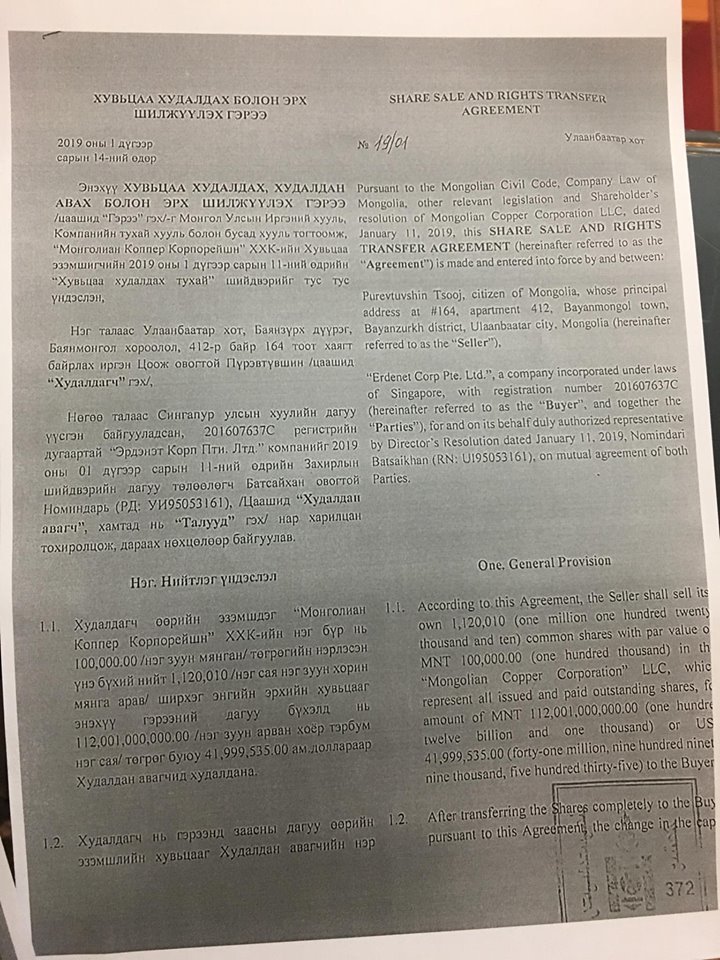 ХУВЬЦАА ХУДАЛДАХ БОЛОН ЭРХ
ШИЛЖҮҮЛЭХ ГЭРЭЭ
2019 оны 1 дүгээр
сарын 14-ний өдөр
Энэхүү ХУВЬЦАА ХУДАЛДАХ, ХУДАЛДАН
АВАХ БОЛОН ЭРХ ШИЛЖҮҮЛЭХ ГЭРЭЭ
/цаашид "Гэрээ" гэх/-г Монгол Улсын Иргэний хууль,
Компанийн тухай хууль болон бусад хууль тогтоомж,
"Монголиан Коппер Корпорейшн" ХХК-ийн Хувьцаа
эзэмшигчийн 2019 оны 1 дүгээр сарын 11-ний өдрийн
"Хувьцаа худалдах тухай" шийдвэрийг тус тус
үндэслэн,
Нэг талаас Улаанбаатар хот, Баянзүрх дүүрэг,
Баянмонгол хороолол, 412-р байр 164 тоот хаягт
байрлах иргэн Цоож овогтой Пүрэвтүвшин /цаашид
"Худалдагч" гэх/,
Нөгөө талаас Сингапур улсын хуулийн дагуу
үүсгэн байгуулагдсан, 201607637C регистрийн
дугаартай "Эрдэнэт Корп Пти. Лтд." компанийг 2019
оны 01 дүгээр сарын 11-ний өдрийн Захирлын
шийдвэрийн дагуу төлөөлөгч Батсайхан овогтой
Номиндарь (РД: УИ95053161), /Цаашид "Худалдан
авагч", хамтад нь "Талууд" гэх/ нар харилцан
тохиролцож, дараах нөхцөлөөр байгуулав.
Нэг. Нийтлэг үндэслэл
1.1. Худалдагч өөрийн эзэмшдэг "Монголиан
Коппер Корпорейшн" ХХК-ийн нэг бүр нь
100,000.00 /нэг зуун мянган/ төгрөгийн нэрлэсэн
үнэ бүхий нийт 1,120,010 /нэг сая нэг зуун хорин
мянга арав/ ширхэг энгийн эрхийн хувьцааг
энэхүү гэрээний дагуу бүхэлд нь
112,001,000,000.00 /нэг зуун арван хоёр тэрбум
нэг сая/ төгрөг буюу 41,999,535.00 ам.доллараар
Худалдан авагчид худалдана.
1.2. Худалдагч нь гэрээнд заасны дагуу өөрийн
эзэмшлийн хувьцааг Худалдан авагчийн нэр
SHARE SALE AND RIGHTS TRANSFER
AGREEMENT
№ 19/01 Улаанбаатар хот
Pursuant to the Mongolian Civil Code, Company Law of
Mongolia, other relevant legislation and Shareholder's
resolution of Mongolian Copper Corporation LLC, dated
January 11, 2019, this SHARE SALE AND RIGHTS
TRANSFER AGREEMENT (hereinafter referred to as the
"Agreement") is made and entered into force by and between:
Purevtuvshin Tsooj, citizen of Mongolia, whose principal
address at #164, apartment 412, Bayanmongol town,
Bayanzurkh district, Ulaanbaatar city, Mongolia (hereinafter
referred to as the "Seller"),
"Erdenet Corp Pte. Ltd.", a company incorporated under laws
of Singapore, with registration number 201607637C
(hereinafter referred to as the "Buyer", and together the
"Parties"), for and on its behalf duly authorized representative
by Director's Resolution dated January 11, 2019, Nomindari
Batsaikhan (RN: UI95053161), on mutual agreement of both
Parties.
One. General Provision
1.1. According to this Agreement, the Seller shall sell its
own 1,120,010 (one million one hundred twenty
thousand and ten) common shares with par value o
MNT 100,000.00 (one hundred thousand) in th
"Mongolian Copper Corporation" LLC, whic
represent all issued and paid outstanding shares, fo
amount of MNT 112,001,000,000.00 (one hundre
twelve billion and one thousand) or US
41,999,535.00 (forty-one million, nine hundred ninet
nine thousand, five hundred thirty-five) to the Buyer
1.2. After transferring the Shares completely to the Buy
pursuant to this Agreement, the change in the cap
372